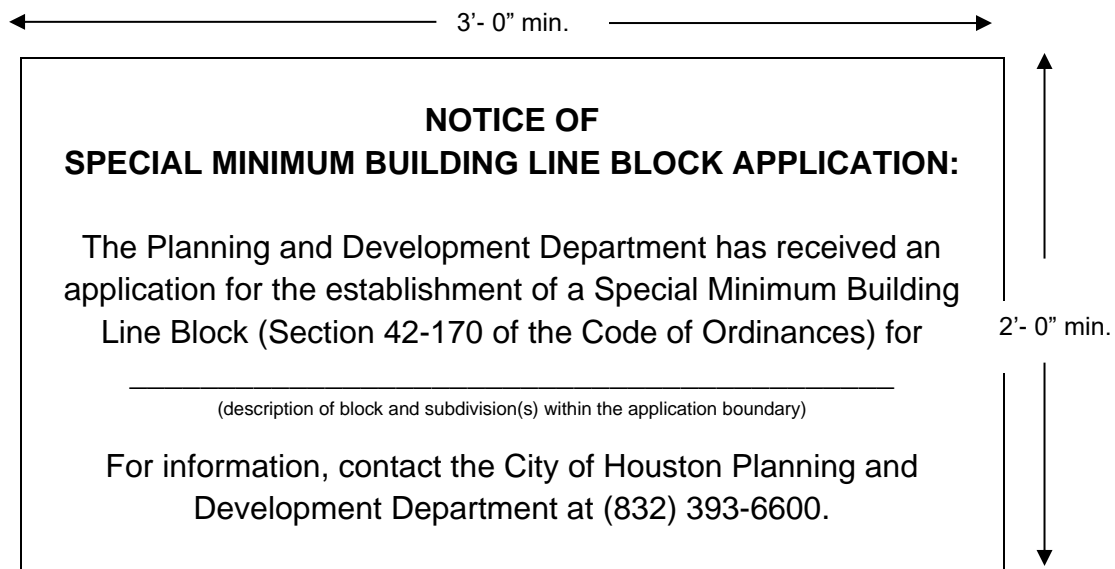 3’- 0” min.
NOTICE OF
SPECIAL MINIMUM BUILDING LINE BLOCK APPLICATION:
The Planning and Development Department has received an
application for the establishment of a Special Minimum Building
Line Block (Section 42-170 of the Code of Ordinances) for
2’- 0” min.
____________________________________________
(description of block and subdivision(s) within the application boundary)
For information, contact the City of Houston Planning and
Development Department at (832) 393-6600.